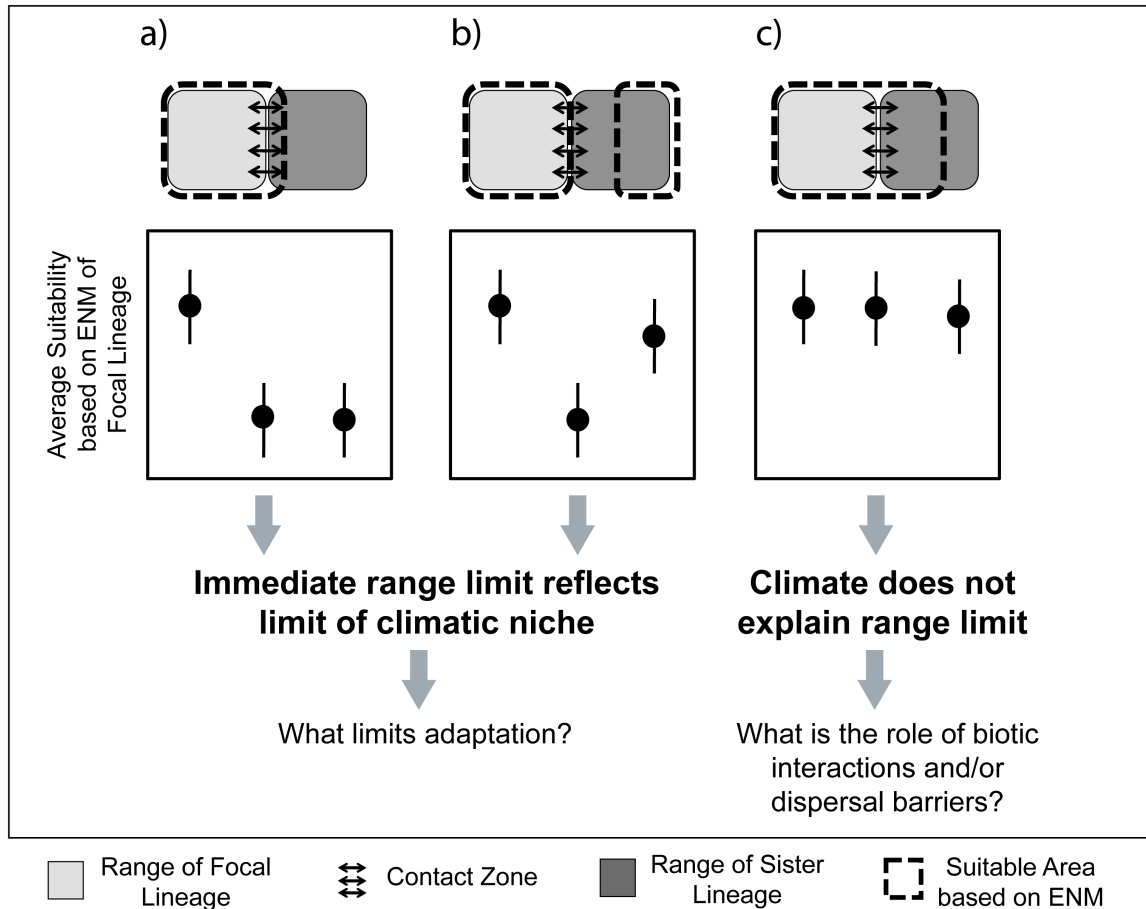 a)
b)
c)
Average Suitability
based on ENM of
Focal Lineage
Immediate range limit reflects
limit of climatic niche
Climate does not
explain range limit
What limits adaptation?
What is the role of biotic
interactions and/or
dispersal barriers?
Range of Focal
Lineage
Contact Zone
Range of Sister
Lineage
Suitable Area
based on ENM